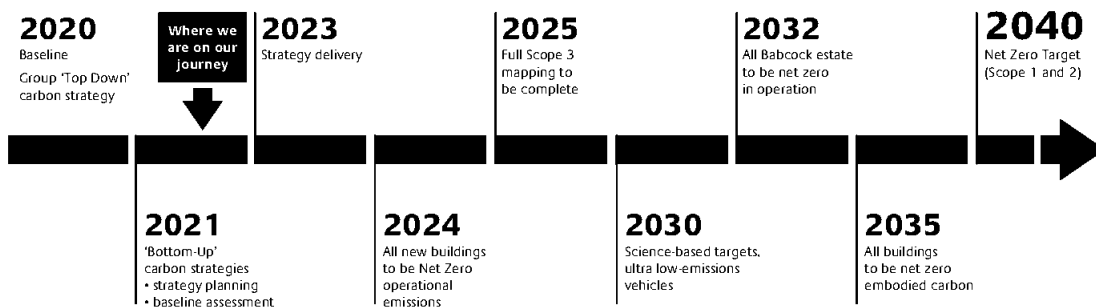 2020
Baseline
Group 'Top Down'
carbon strategy
Where we
are on our
journey
2023
Strategy delivery
2025
Full Scope 3
mapping to
be complete
2032
All Babcock estate
to be net zero
in operation
2040
Net Zero Target
(Scope 1 and 2)
2021
'Bottom-Up'
carbon strategies
• strategy planning
• baseline assessment
2024
All new buildings
to be Net Zero
operational
emissions
2030
Science-based targets,
ultra low-emissions
vehicles
2035
All buildings
to be net zero
embodied carbon